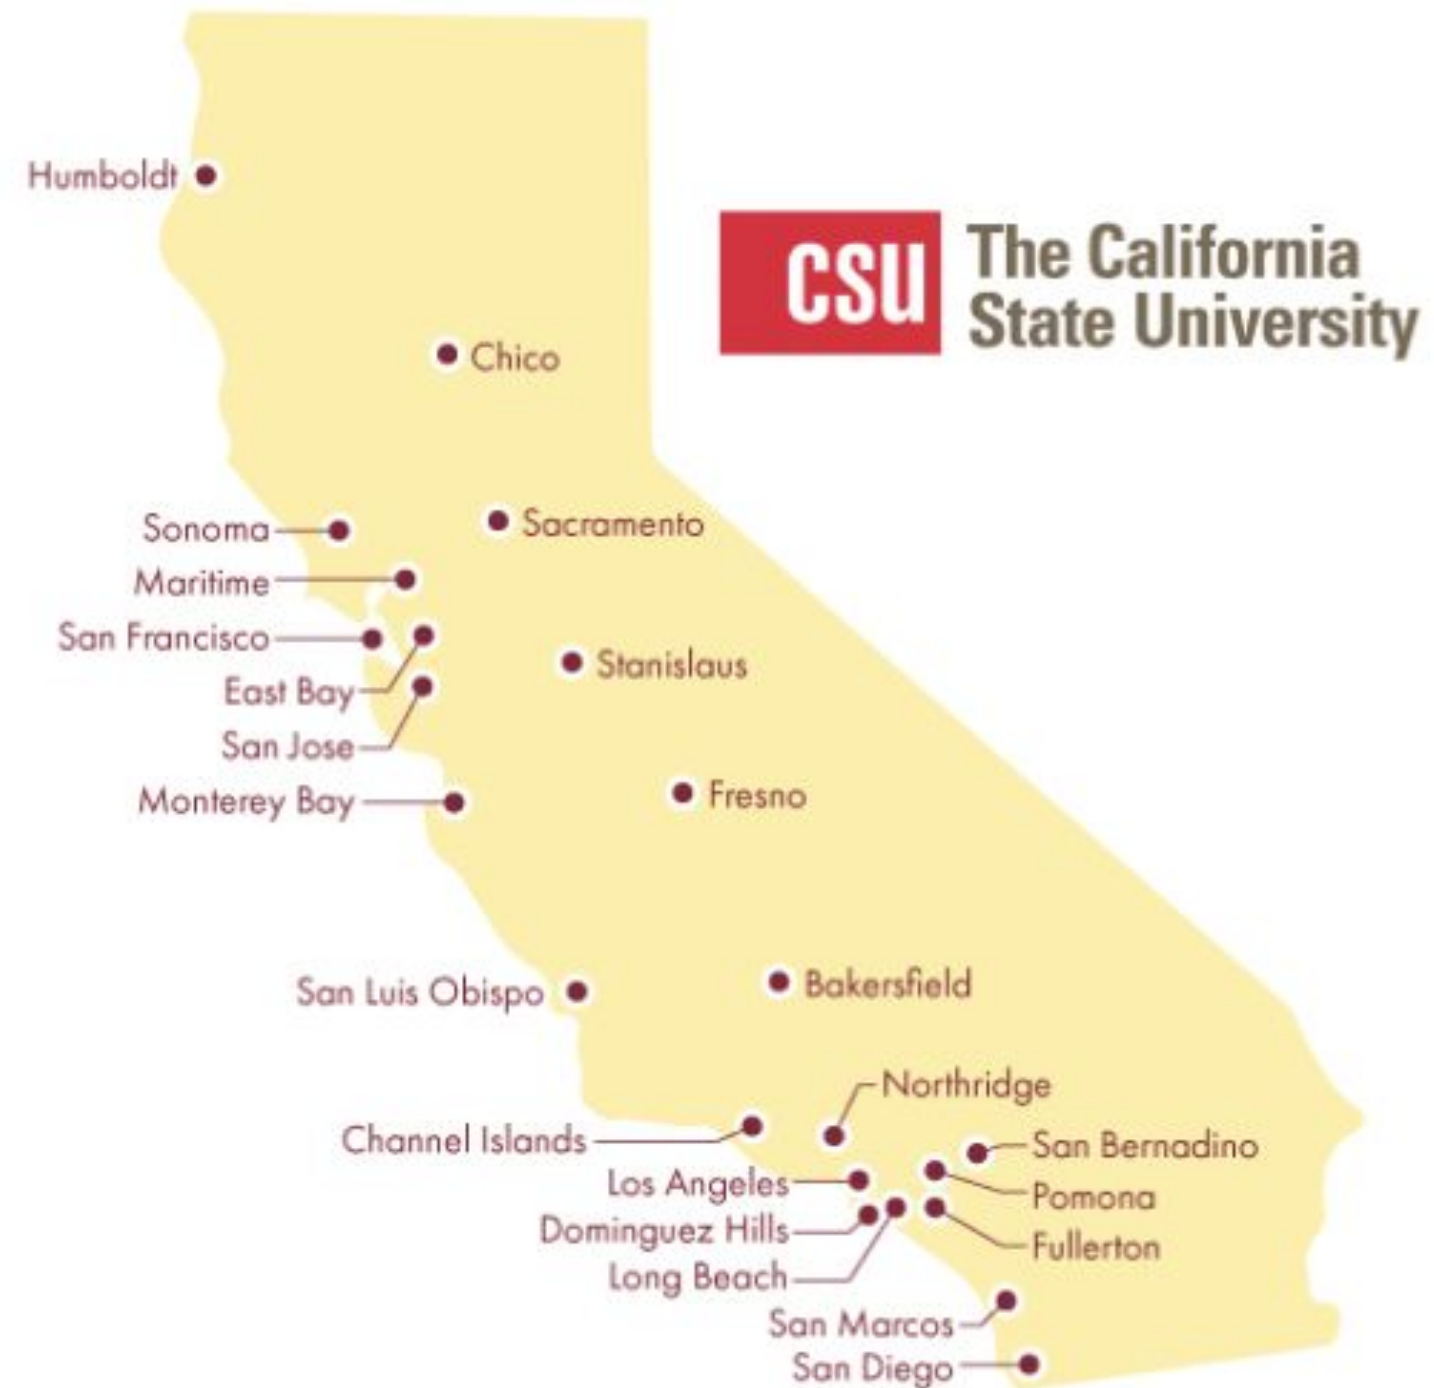 Humboldt
CSU
The California
State University
Chico
Sonoma
Sacramento
Maritime
San Francisco
Stanislaus
East Bay
San Jose
Monterey Bay
Fresno
San Luis Obispo
Bakersfield
Northridge
Channel Islands
San Bernadino
Los Angeles
Pomona
Dominguez Hills
Fullerton
Long Beach
San Marcos
San Diego